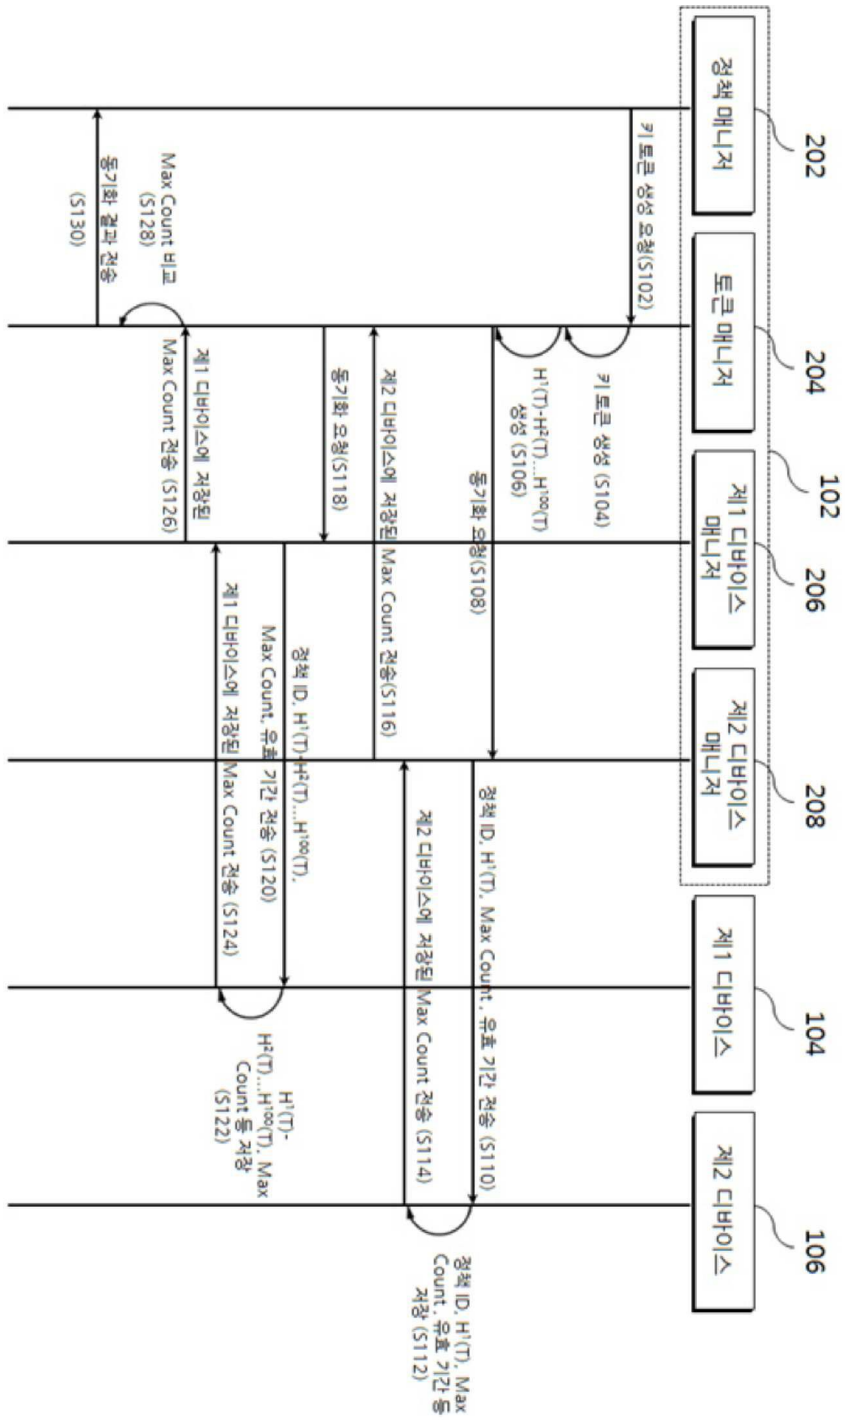 202
204
102
206
208
104
106
정책 매니저
토큰 매니저
제1 디바이스
매니저
제2 디바이스
매니저
제1 디바이스
제2 디바이스
키 토큰 생성 요청(S102)
키 토큰 생성 (S104)
H¹(T)-H²(T)...H¹⁰⁰(T)
생성 (S106)
동기화 요청(S108)
정책 ID, H¹(T), Max Count , 유효 기간 전송 (S110)
정책 ID, H¹(T), Max
Count , 유효 기간 등
저장 (S112)
제2 디바이스에 저장된 Max Count 전송 (S114)
제2 디바이스에 저장된 Max Count 전송(S116)
동기화 요청(S118)
정책 ID, H¹(T)-H²(T)...H¹⁰⁰(T),
Max Count, 유효 기간 전송 (S120)
H¹(T)-
H²(T)...H¹⁰⁰(T), Max
Count 등 저장
(S122)
제1 디바이스에 저장된 Max Count 전송 (S124)
제1 디바이스에 저장된
Max Count 전송 (S126)
Max Count 비교
(S128)
동기화 결과 전송
(S130)